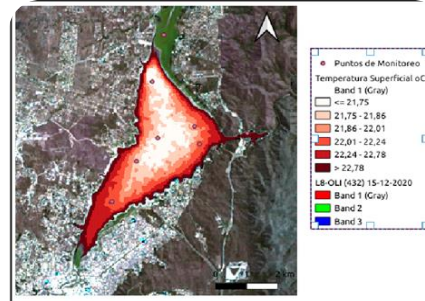 Puntos de Monitoreo
Temperatura Superficial oC
Band 1 (Gray)
<= 21,75
21,75 - 21,86
21,86 - 22,01
22,01 - 22,24
22,24 - 22,78
> 22,78
L8-OLI (432) 15-12-2020
Band 1 (Gray)
Band 2
Band 3